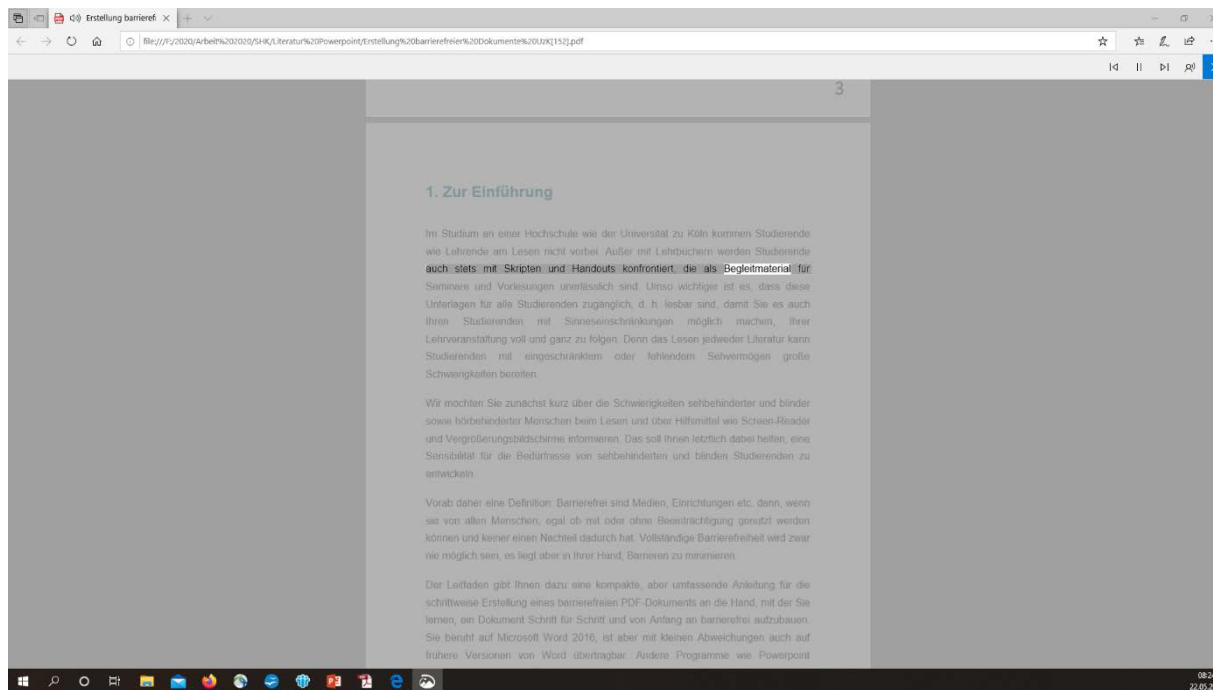 Erstellung barrierefr
file:///F:/2020/Arbeit%202020/SHK/Literatur%20Powerpoint/Erstellung%20barrierefreier%20Dokumente%20UzK[152].pdf
3
1. Zur Einführung
Im Studium an einer Hochschule wie der Universität zu Köln kommen Studierende
wie Lehrende am Lesen nicht vorbei. Außer mit Lehrbüchern werden Studierende
auch stets mit Skripten und Handouts konfrontiert, die als Begleitmaterial für
Seminare und Vorlesungen unerlässlich sind. Umso wichtiger ist es, dass diese
Unterlagen für alle Studierenden zugänglich, d. h. lesbar sind, damit Sie es auch
Ihren Studierenden mit Sinneseinschränkungen möglich machen, Ihrer
Lehrveranstaltung voll und ganz zu folgen. Denn das Lesen jedweder Literatur kann
Studierenden mit eingeschränktem oder fehlendem Sehvermögen große
Schwierigkeiten bereiten.
Wir möchten Sie zunächst kurz über die Schwierigkeiten sehbehinderter und blinder
sowie hörbehinderter Menschen beim Lesen und über Hilfsmittel wie Screen-Reader
und Vergrößerungsbildschirme informieren. Das soll Ihnen letztlich dabei helfen, eine
Sensibilität für die Bedürfnisse von sehbehinderten und blinden Studierenden zu
entwickeln.
Vorab daher eine Definition: Barrierefrei sind Medien, Einrichtungen etc. dann, wenn
sie von allen Menschen, egal ob mit oder ohne Beeinträchtigung genutzt werden
können und keiner einen Nachteil dadurch hat. Vollständige Barrierefreiheit wird zwar
nie möglich sein, es liegt aber in Ihrer Hand, Barrieren zu minimieren.
Der Leitfaden gibt Ihnen dazu eine kompakte, aber umfassende Anleitung für die
schrittweise Erstellung eines barrierefreien PDF-Dokuments an die Hand, mit der Sie
lernen, ein Dokument Schritt für Schritt und von Anfang an barrierefrei aufzubauen.
Sie beruht auf Microsoft Word 2016, ist aber mit kleinen Abweichungen auch auf
frühere Versionen von Word übertragbar. Andere Programme wie Powerpoint
08:24
22.05.2